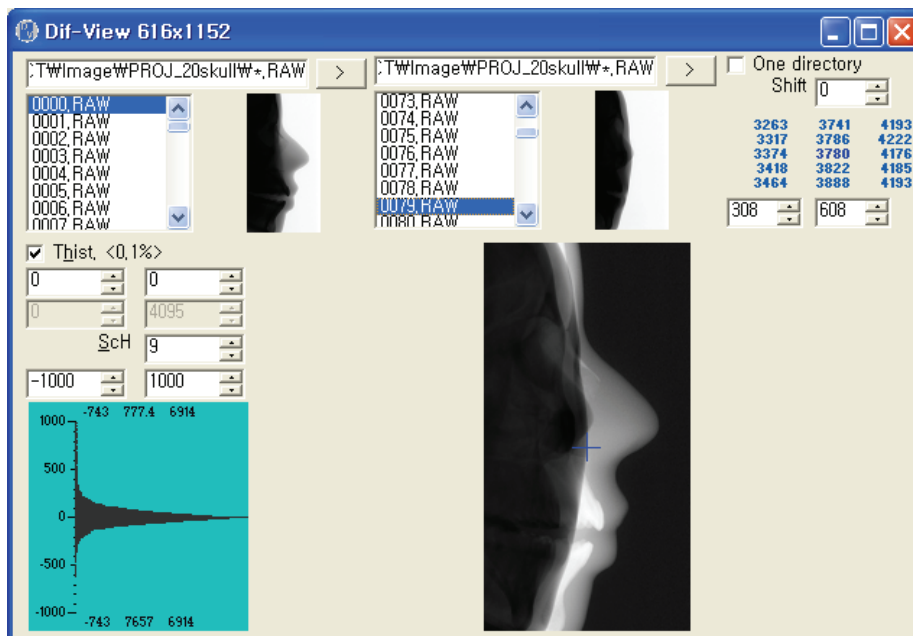 Dif-View 616x1152
CT₩Image₩PROJ_20skull₩*.RAW
>
CT₩Image₩PROJ_20skull₩*.RAW
>
One directory
Shift 0
0000.RAW
0001.RAW
0002.RAW
0003.RAW
0004.RAW
0005.RAW
0006.RAW
0007.RAW
0073.RAW
0074.RAW
0075.RAW
0076.RAW
0077.RAW
0078.RAW
0079.RAW
0080.RAW
3263 3741 4193
3317 3786 4222
3374 3780 4176
3418 3822 4185
3464 3888 4193
308 608
Thist, <0,1%>
0 0
0 4095
ScH 9
-1000 1000
-743 777.4 6914
1000
500
0
-500
-1000
-743 7657 6914